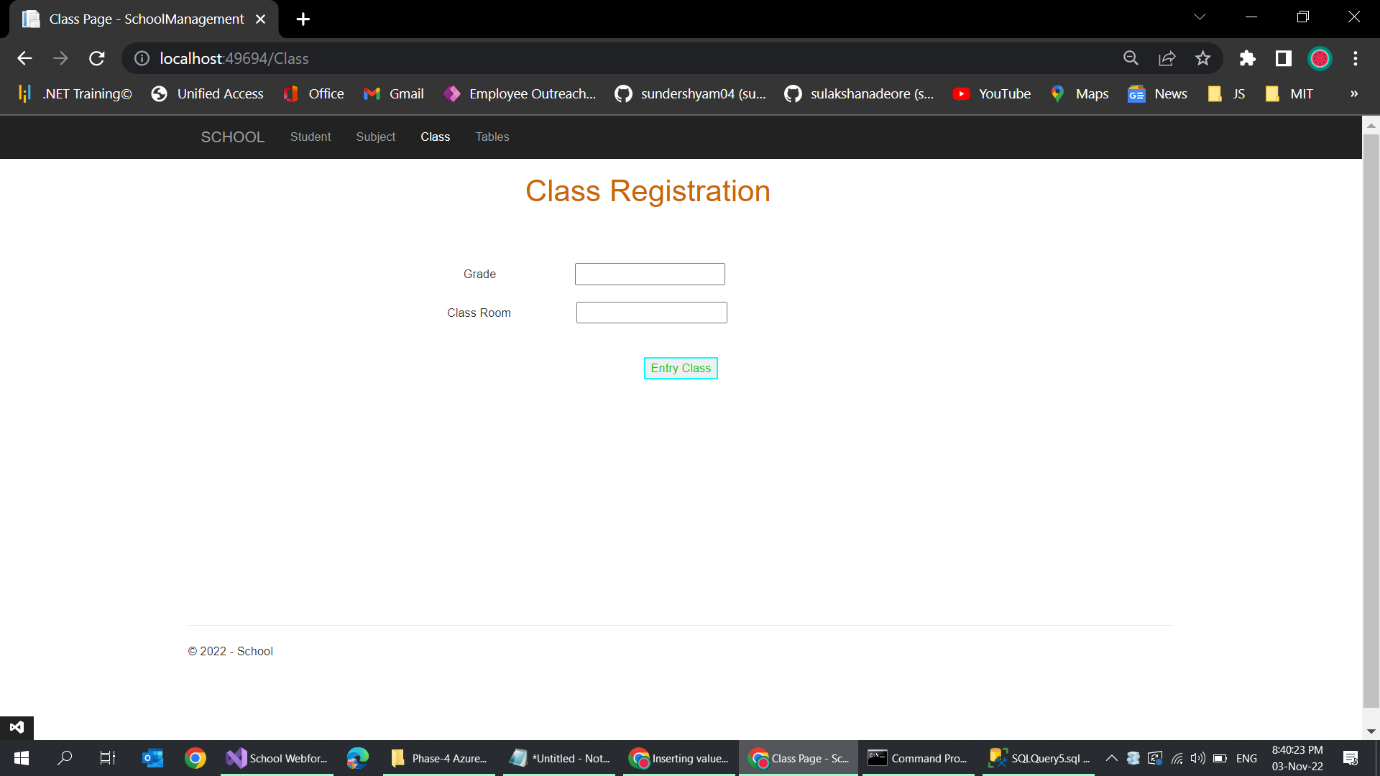 Class Page - SchoolManagement
localhost:49694/Class
.NET Training© Unified Access Office Gmail Employee Outreach... sundershyam04 (su... sulakshanadeore (s... YouTube Maps News JS MIT »
SCHOOL Student Subject Class Tables
Class Registration
Grade
Class Room
Entry Class
© 2022 - School
School Webfor... Phase-4 Azure... *Untitled - Not... Inserting value... Class Page - Sc... Command Pro... SQLQuery5.sql ... ENG 8:40:23 PM
03-Nov-22